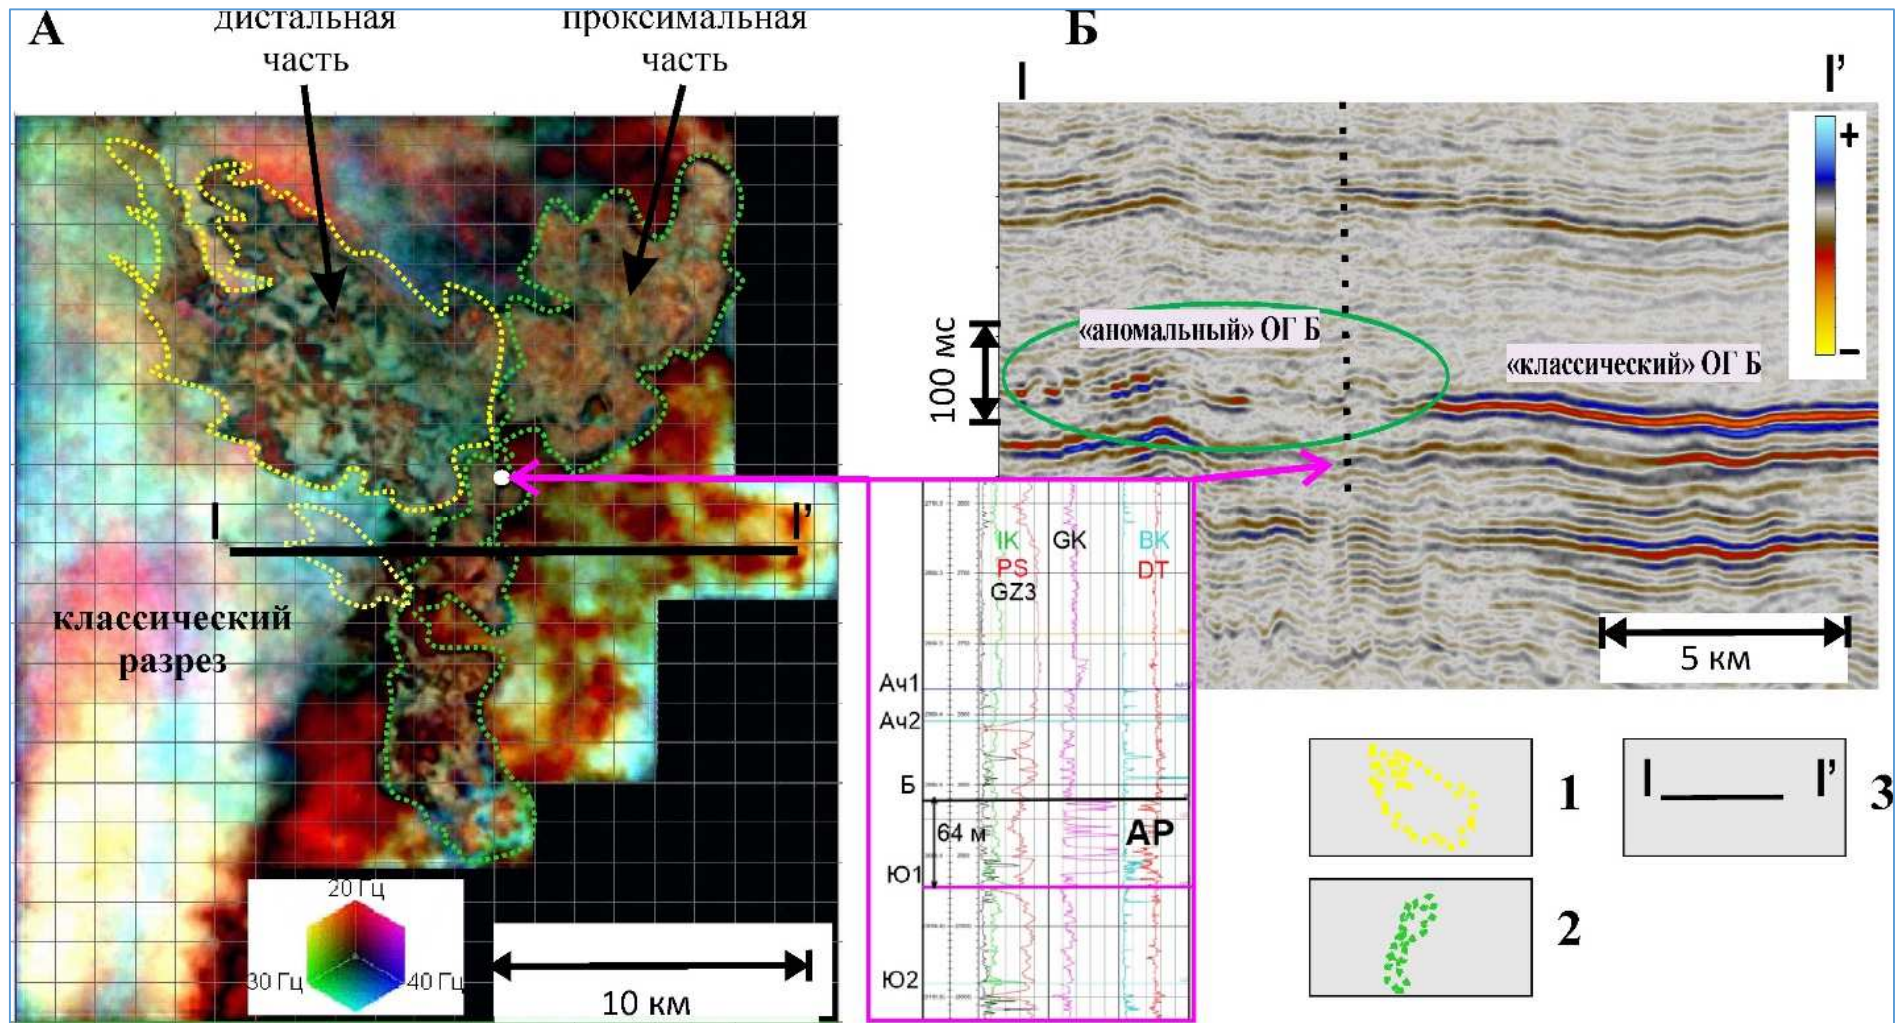 А
дистальная
часть
проксимальная
часть
I
I’
классический
разрез
20 Гц
30 Гц
40 Гц
10 км
Б
I
I’
+
−
«аномальный» ОГ Б
«классический» ОГ Б
100 мс
5 км
IK
PS
GZ3
GK
BK
DT
Ач1
Ач2
Б
64 м
АР
Ю1
Ю2
1
2
I
I’
3